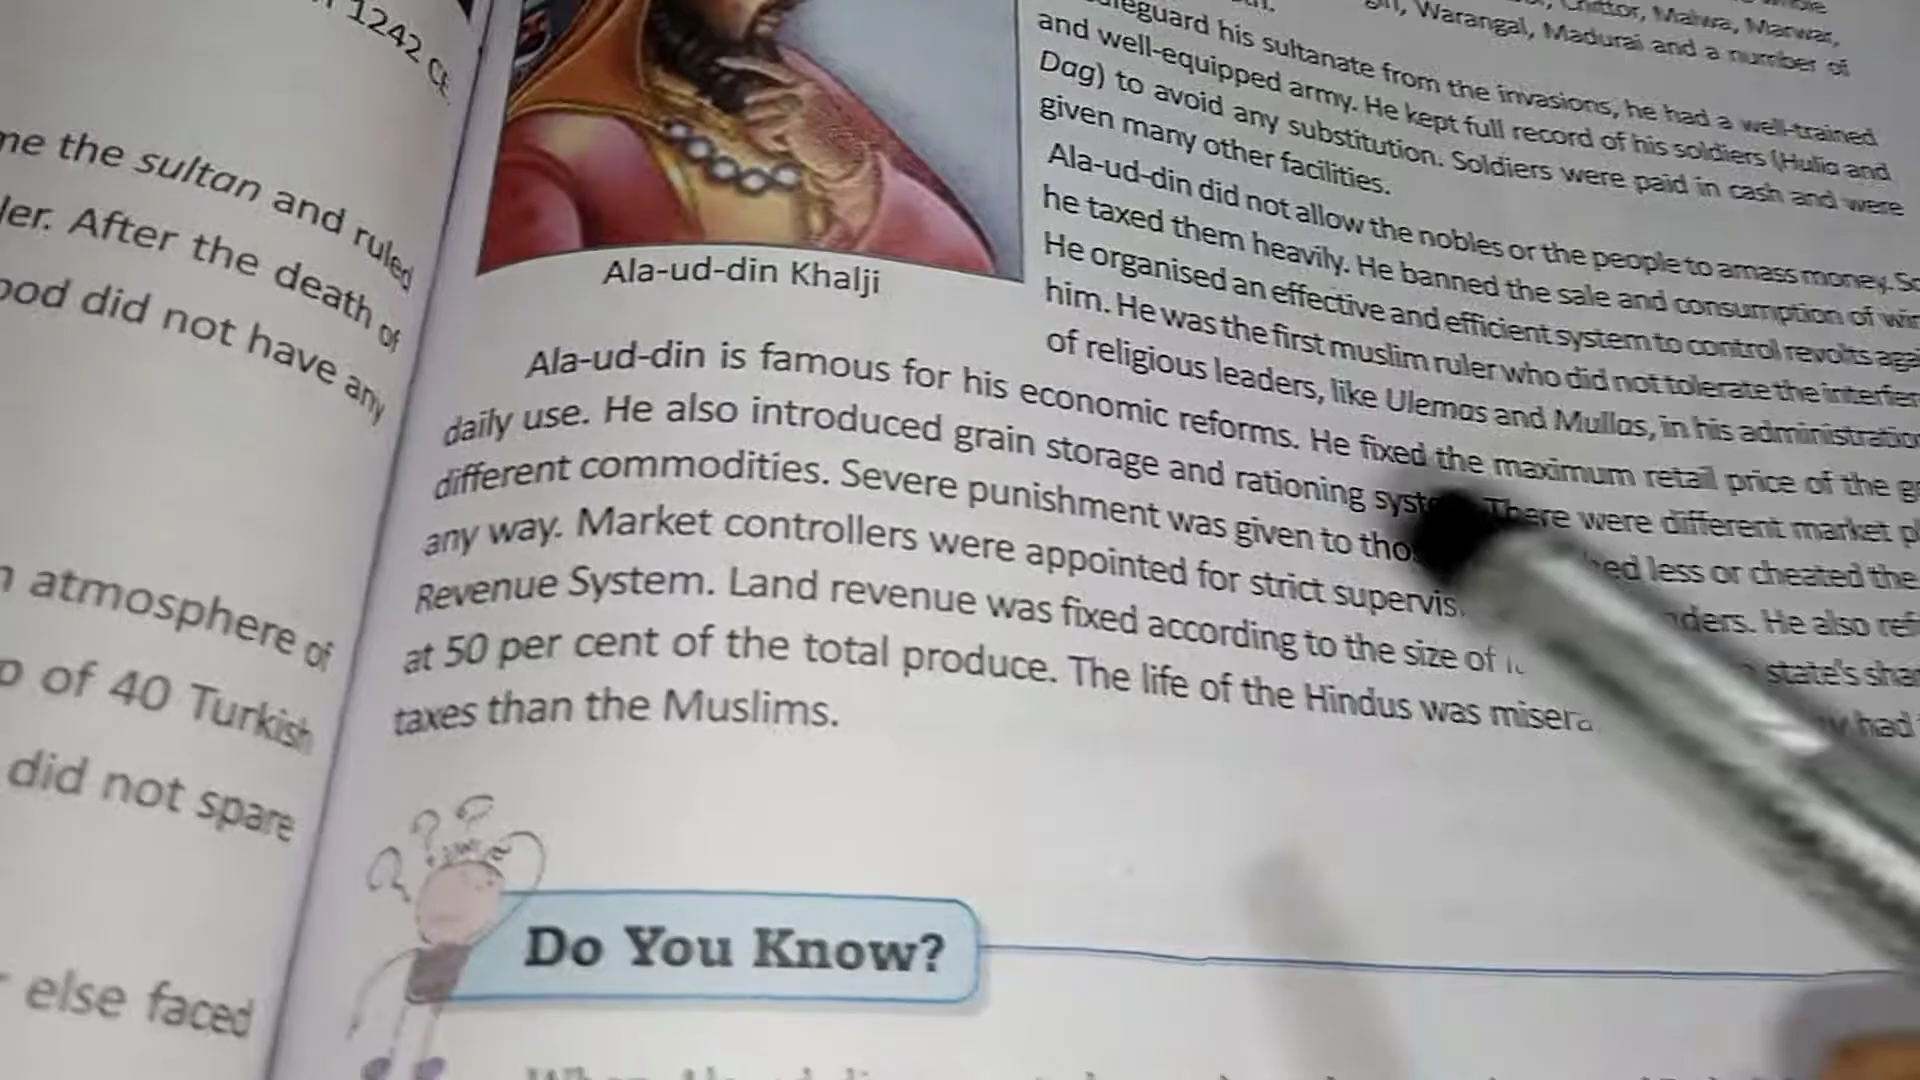 1242 CE
me the sultan and ruled
ler. After the death of
ood did not have any
n atmosphere of
p of 40 Turkish
did not spare
else faced
Chittor, Malwa, Marwar,
Warangal, Madurai and a number of
safeguard his sultanate from the invasions, he had a well-trained
and well-equipped army. He kept full record of his soldiers (Hulia and
Dag) to avoid any substitution. Soldiers were paid in cash and were
given many other facilities.
Ala-ud-din did not allow the nobles or the people to amass money. So
he taxed them heavily. He banned the sale and consumption of win
He organised an effective and efficient system to control revolts aga
him. He was the first muslim ruler who did not tolerate the interfer
of religious leaders, like Ulemas and Mullas, in his administratio
Ala-ud-din Khalji
Ala-ud-din is famous for his economic reforms. He fixed the maximum retail price of the g
daily use. He also introduced grain storage and rationing syst There were different market pl
different commodities. Severe punishment was given to tho ed less or cheated the
any way. Market controllers were appointed for strict supervis ders. He also ref
Revenue System. Land revenue was fixed according to the size of state's shar
at 50 per cent of the total produce. The life of the Hindus was misera had
taxes than the Muslims.
Do You Know?